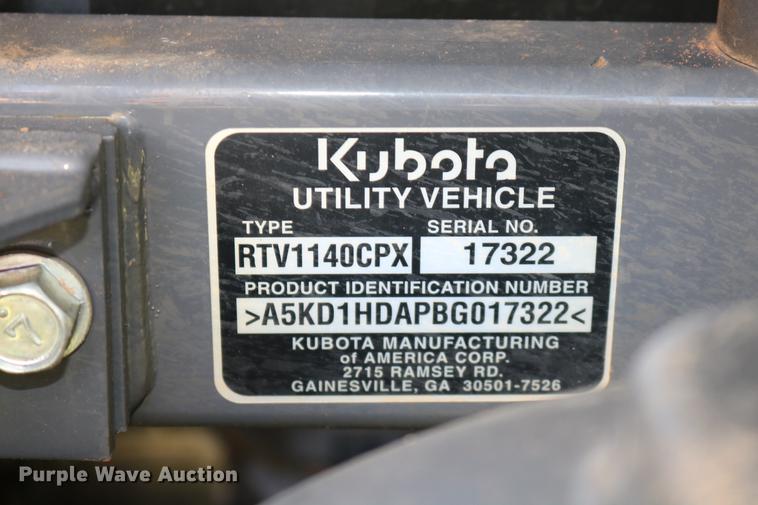 Kubota
UTILITY VEHICLE
TYPE SERIAL NO.
RTV1140CPX 17322
PRODUCT IDENTIFICATION NUMBER
>A5KD1HDAPBG017322<
KUBOTA MANUFACTURING
of AMERICA CORP.
2715 RAMSEY RD.
GAINESVILLE, GA 30501-7526
Purple Wave Auction